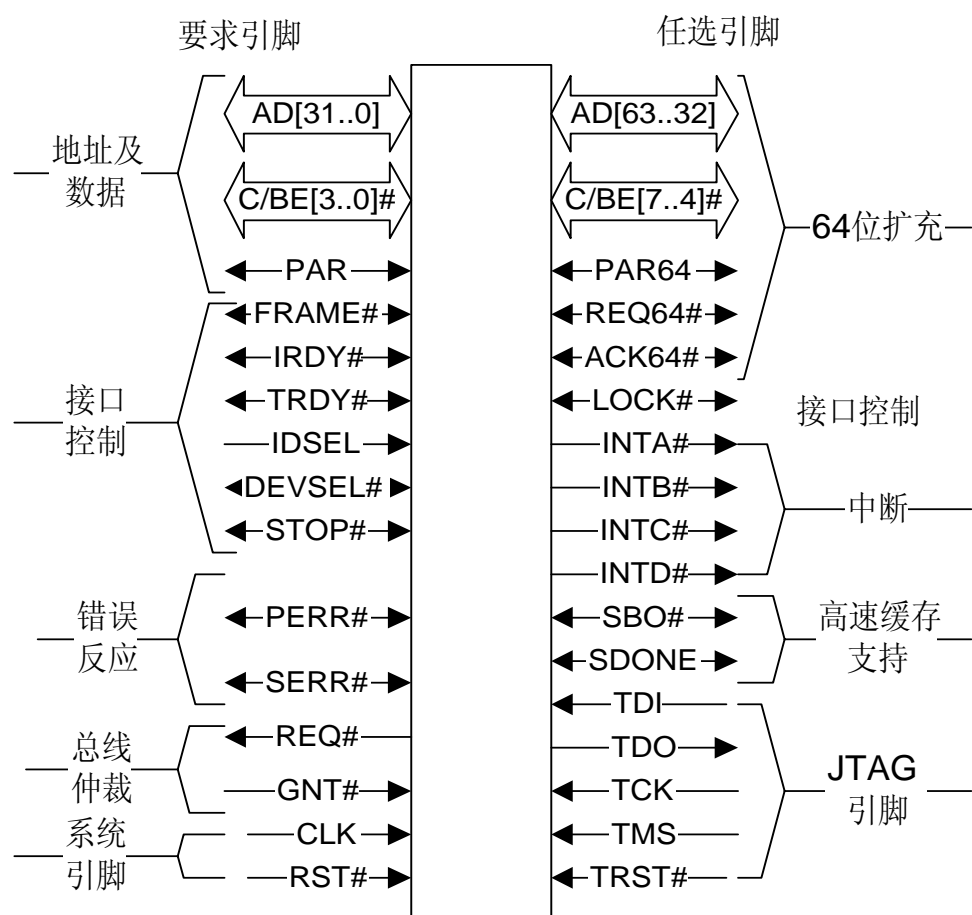 要求引脚
任选引脚
地址及
数据
AD[31..0]
C/BE[3..0]#
PAR
接口
控制
FRAME#
IRDY#
TRDY#
IDSEL
DEVSEL#
STOP#
错误
反应
PERR#
SERR#
总线
仲裁
REQ#
GNT#
系统
引脚
CLK
RST#
AD[63..32]
C/BE[7..4]#
PAR64
REQ64#
ACK64#
64位扩充
LOCK#
接口控制
INTA#
INTB#
INTC#
INTD#
中断
SBO#
SDONE
高速缓存
支持
TDI
TDO
TCK
TMS
TRST#
JTAG
引脚